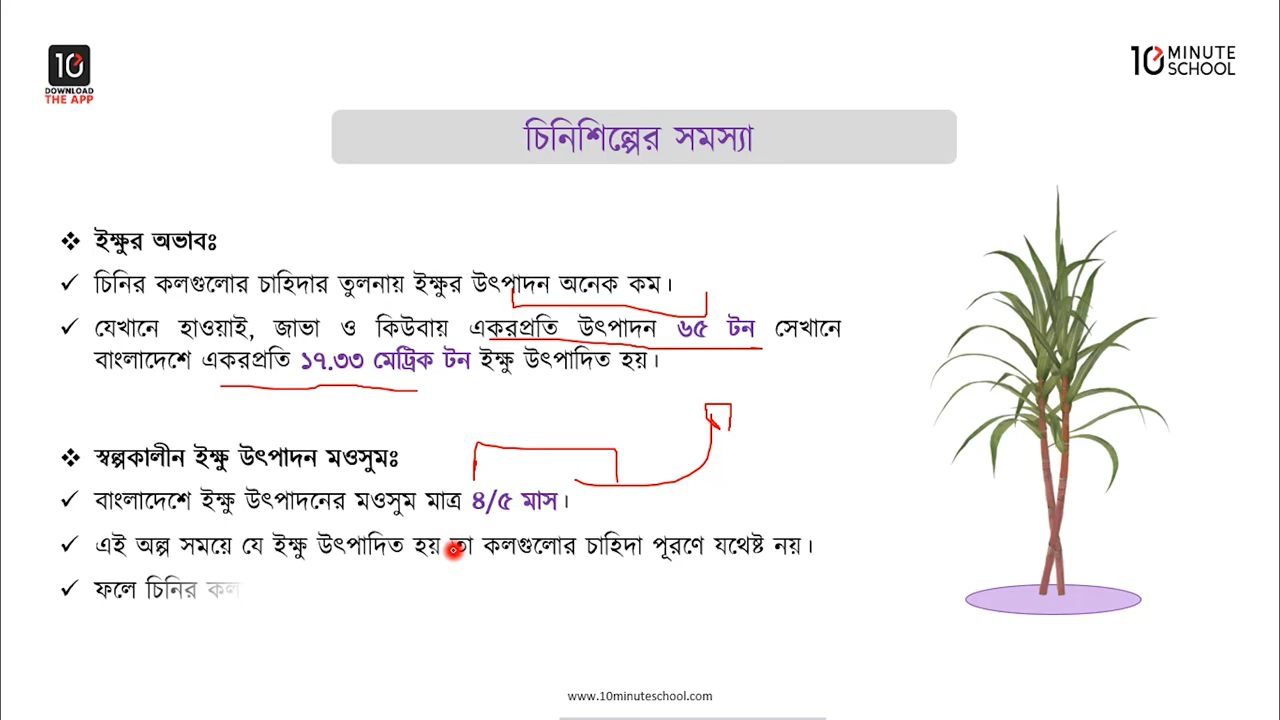 10
DOWNLOAD
THE APP
10 MINUTE
SCHOOL
চিনিশিল্পের সমস্যা
❖ ইক্ষুর অভাবঃ
✓ চিনির কলগুলোর চাহিদার তুলনায় ইক্ষুর উৎপাদন অনেক কম।
✓ যেখানে হাওয়াই, জাভা ও কিউবায় একরপ্রতি উৎপাদন ৬৫ টন সেখানে
বাংলাদেশে একরপ্রতি ১৭.৩৩ মেট্রিক টন ইক্ষু উৎপাদিত হয়।
❖ স্বল্পকালীন ইক্ষু উৎপাদন মওসুমঃ
✓ বাংলাদেশে ইক্ষু উৎপাদনের মওসুম মাত্র ৪/৫ মাস।
✓ এই অল্প সময়ে যে ইক্ষু উৎপাদিত হয় তা কলগুলোর চাহিদা পূরণে যথেষ্ট নয়।
✓ ফলে চিনির কল
www.10minuteschool.com